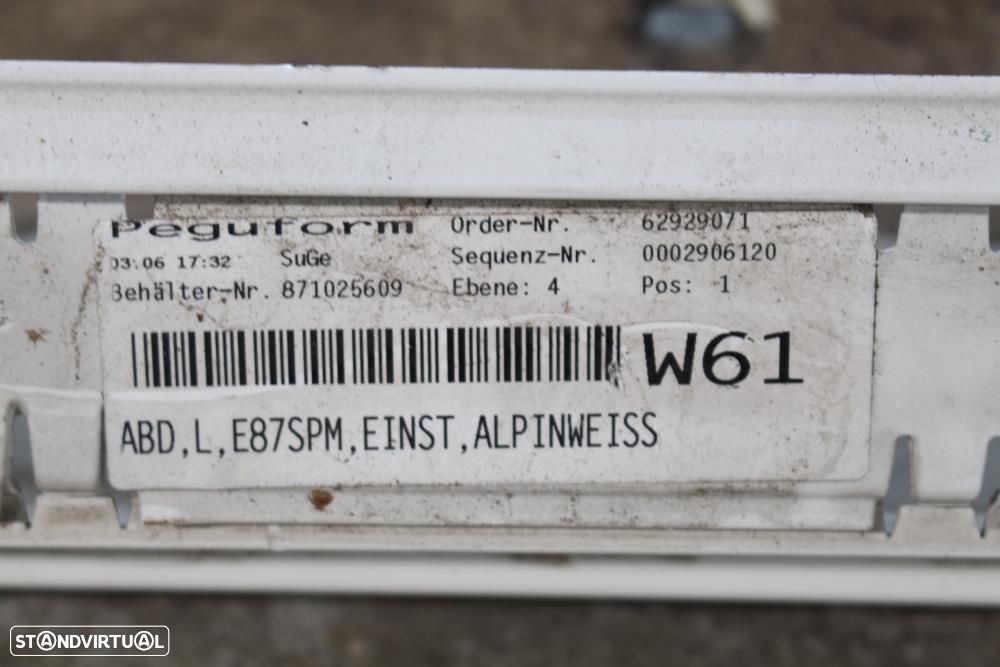 Peguform Order-Nr. 62929071
03.06 17:32 SuGe Sequenz-Nr. 0002906120
Behälter-Nr. 871025609 Ebene: 4 Pos: 1
W61
ABD,L,E87SPM,EINST,ALPINWEISS
STANDVIRTUAL